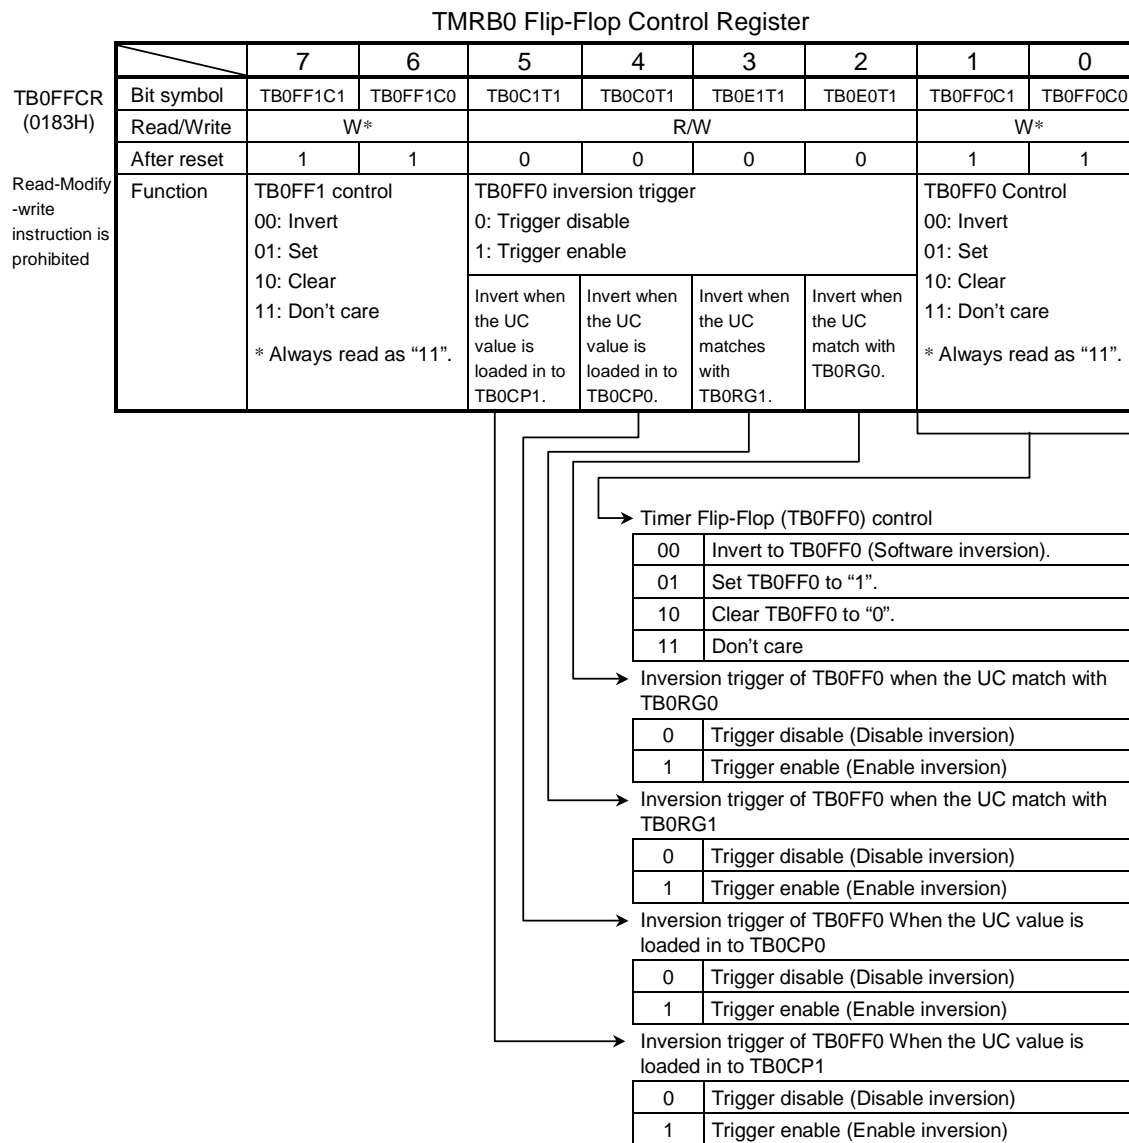 TMRB0 Flip-Flop Control Register
7 6 5 4 3 2 1 0
TB0FFCR
(0183H)
Bit symbol TB0FF1C1 TB0FF1C0 TB0C1T1 TB0C0T1 TB0E1T1 TB0E0T1 TB0FF0C1 TB0FF0C0
Read/Write W* R/W W*
After reset 1 1 0 0 0 0 1 1
Read-Modify
-write
instruction is
prohibited
Function
TB0FF1 control
00: Invert
01: Set
10: Clear
11: Don't care
* Always read as “11”.
TB0FF0 inversion trigger
0: Trigger disable
1: Trigger enable
Invert when
the UC
value is
loaded in to
TB0CP1.
Invert when
the UC
value is
loaded in to
TB0CP0.
Invert when
the UC
matches
with
TB0RG1.
Invert when
the UC
match with
TB0RG0.
TB0FF0 Control
00: Invert
01: Set
10: Clear
11: Don't care
* Always read as “11”.
Timer Flip-Flop (TB0FF0) control
00 Invert to TB0FF0 (Software inversion).
01 Set TB0FF0 to “1”.
10 Clear TB0FF0 to “0”.
11 Don't care
Inversion trigger of TB0FF0 when the UC match with
TB0RG0
0 Trigger disable (Disable inversion)
1 Trigger enable (Enable inversion)
Inversion trigger of TB0FF0 when the UC match with
TB0RG1
0 Trigger disable (Disable inversion)
1 Trigger enable (Enable inversion)
Inversion trigger of TB0FF0 When the UC value is
loaded in to TB0CP0
0 Trigger disable (Disable inversion)
1 Trigger enable (Enable inversion)
Inversion trigger of TB0FF0 When the UC value is
loaded in to TB0CP1
0 Trigger disable (Disable inversion)
1 Trigger enable (Enable inversion)